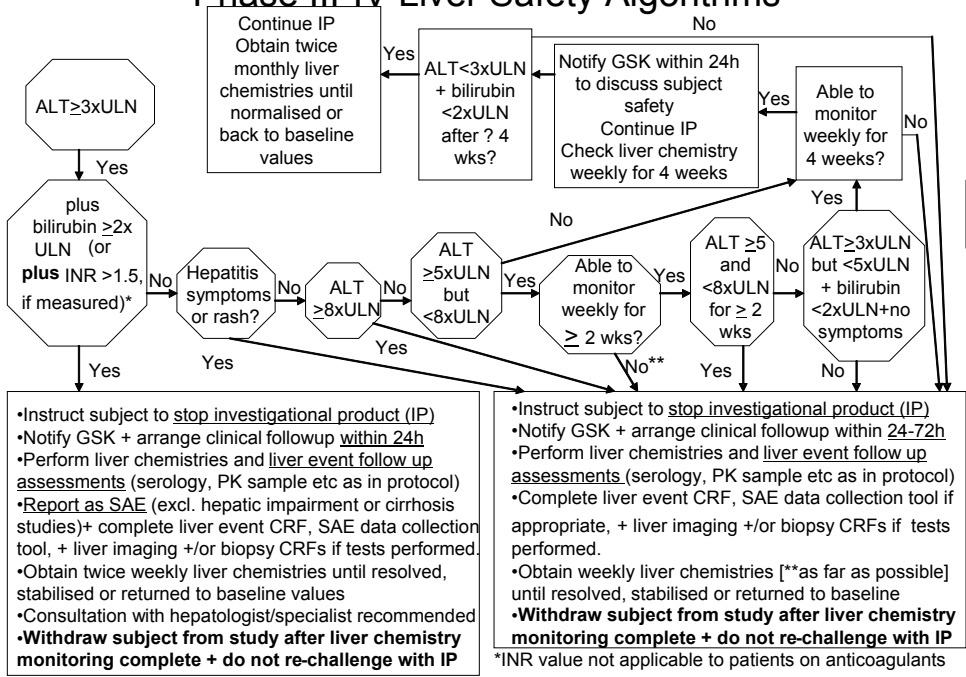 Phase III-IV Liver Safety Algorithms
Continue IP
Obtain twice
monthly liver
chemistries until
normalised or
back to baseline
values
Yes
ALT<3xULN
+ bilirubin
<2xULN
after ? 4
wks?
No
Notify GSK within 24h
to discuss subject
safety
Continue IP
Check liver chemistry
weekly for 4 weeks
Yes
Able to
monitor
weekly for
4 weeks?
No
Yes
ALT≥3xULN
Yes
plus
bilirubin ≥2x
ULN (or
plus INR >1.5,
if measured)*
No
Yes
Hepatitis
symptoms
or rash?
No
Yes
ALT
≥8xULN
No
Yes
ALT
≥5xULN
but
<8xULN
No
Yes
Able to
monitor
weekly for
≥ 2 wks?
Yes
No**
ALT ≥5
and
<8xULN
for ≥ 2
wks
No
Yes
ALT≥3xULN
but <5xULN
+ bilirubin
<2xULN+no
symptoms
No
•Instruct subject to stop investigational product (IP)
•Notify GSK + arrange clinical followup within 24h
•Perform liver chemistries and liver event follow up
assessments (serology, PK sample etc as in protocol)
•Report as SAE (excl. hepatic impairment or cirrhosis
studies)+ complete liver event CRF, SAE data collection
tool, + liver imaging +/or biopsy CRFs if tests performed.
•Obtain twice weekly liver chemistries until resolved,
stabilised or returned to baseline values
•Consultation with hepatologist/specialist recommended
•Withdraw subject from study after liver chemistry
monitoring complete + do not re-challenge with IP
•Instruct subject to stop investigational product (IP)
•Notify GSK + arrange clinical followup within 24-72h
•Perform liver chemistries and liver event follow up
assessments (serology, PK sample etc as in protocol)
•Complete liver event CRF, SAE data collection tool if
appropriate, + liver imaging +/or biopsy CRFs if tests
performed.
•Obtain weekly liver chemistries [**as far as possible]
until resolved, stabilised or returned to baseline
•Withdraw subject from study after liver chemistry
monitoring complete + do not re-challenge with IP
*INR value not applicable to patients on anticoagulants